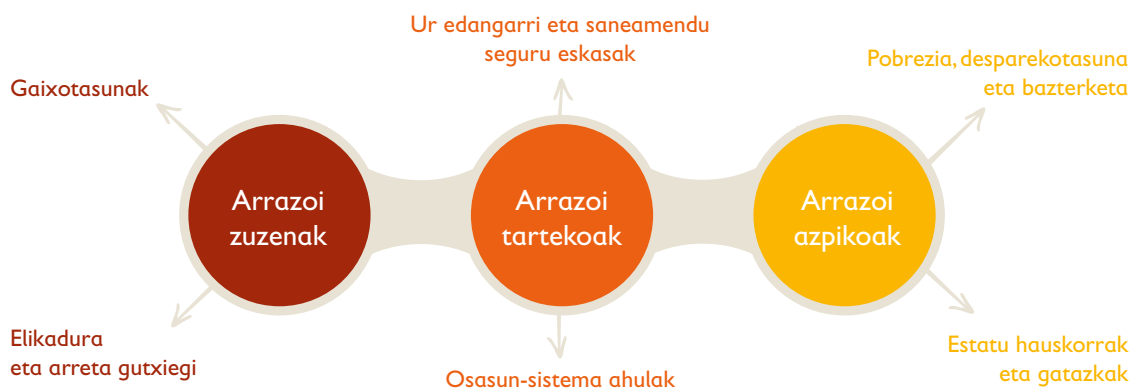 Ur edangarri eta saneamendu
seguru eskasak
Pobrezia, desparekotasuna
eta bazterketa
Gaixotasunak
Arrazoi
zuzenak
Arrazoi
tartekoak
Arrazoi
azpikoak
Elikadura
eta arreta gutxiegi
Osasun-sistema ahulak
Estatu hauskorrak
eta gatazkak